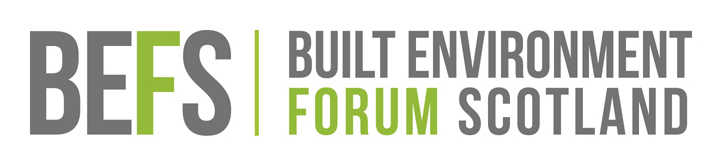 BEFS
BUILT ENVIRONMENT
FORUM SCOTLAND